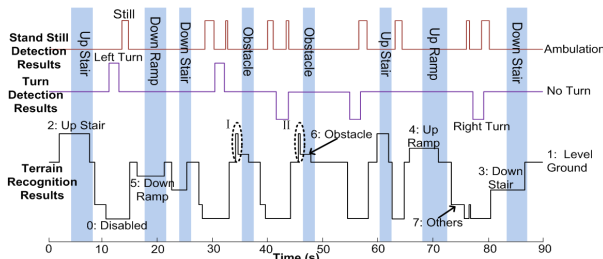 Still
Stand Still
Detection
Results
Ambulation
Up Stair
Down Ramp
Down Stair
Obstacle
Obstacle
Up Stair
Up Ramp
Down Stair
Left Turn
Turn
Detection
Results
No Turn
Right Turn
I
II
2: Up Stair
6: Obstacle
4: Up
Ramp
1: Level
Ground
Terrain
Recognition
Results
5: Down
Ramp
3: Down
Stair
0: Disabled
7: Others
0 10 20 30 40 50 60 70 80 90
Time (s)